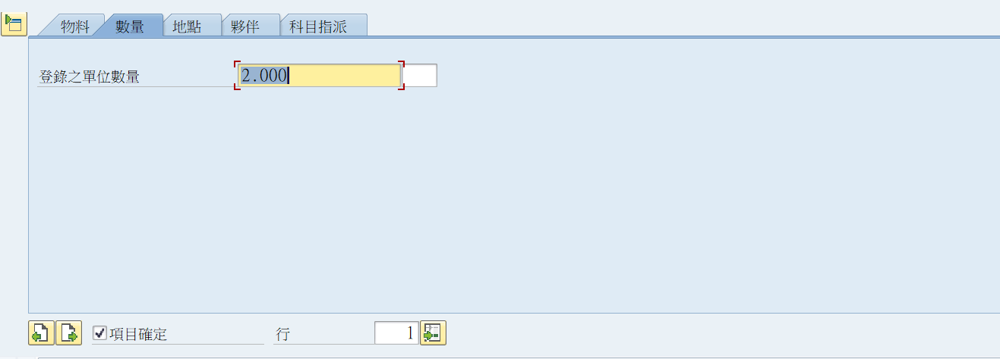 物料 數量 地點 夥伴 科目指派
登錄之單位數量 2.000
項目確定 行 1